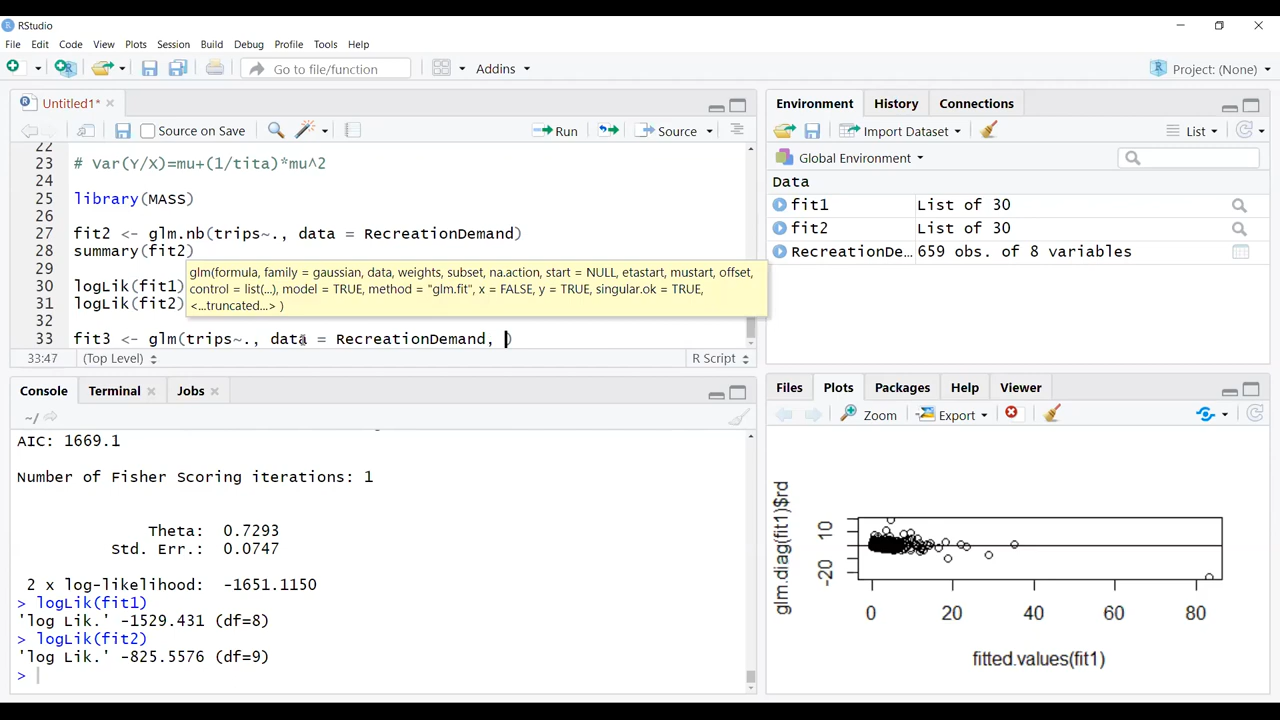 RStudio
File Edit Code View Plots Session Build Debug Profile Tools Help
Go to file/function Addins Project: (None)
Untitled1*
Source on Save Run Source
22
23 # Var(Y/X)=mu+(1/tita)*mu^2
24
25 library(MASS)
26
27 fit2 <- glm.nb(trips~., data = RecreationDemand)
28 summary(fit2)
29
30 logLik(fit1)
31 logLik(fit2)
32
33 fit3 <- glm(trips~., data = RecreationDemand, )
glm(formula, family = gaussian, data, weights, subset, na.action, start = NULL, etastart, mustart, offset,
control = list(...), model = TRUE, method = "glm.fit", x = FALSE, y = TRUE, singular.ok = TRUE,
<...truncated...> )
33:47 (Top Level) R Script
Console Terminal Jobs
~/
AIC: 1669.1
Number of Fisher Scoring iterations: 1
Theta: 0.7293
Std. Err.: 0.0747
2 x log-likelihood: -1651.1150
> logLik(fit1)
'log Lik.' -1529.431 (df=8)
> logLik(fit2)
'log Lik.' -825.5576 (df=9)
>
Environment History Connections
Import Dataset List
Global Environment
Data
fit1 List of 30
fit2 List of 30
RecreationDe... 659 obs. of 8 variables
Files Plots Packages Help Viewer
Zoom Export
glm.diag(fit1)$rd
10
-20
0 20 40 60 80
fitted.values(fit1)